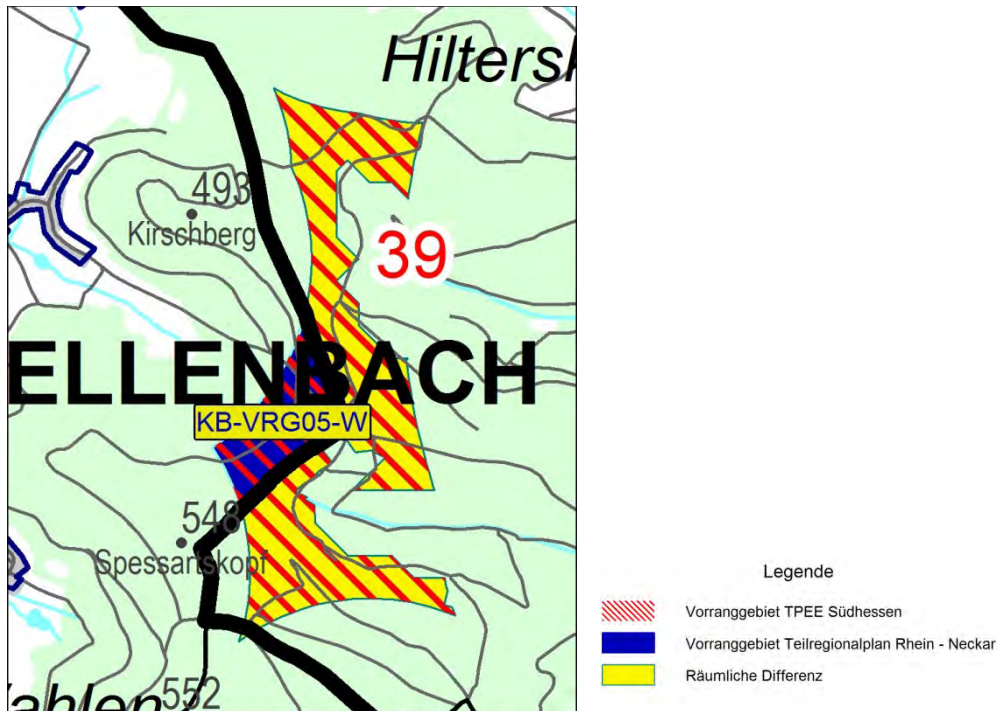 Hiltersk
493
Kirschberg
39
ELLENBACH
KB-VRG05-W
548
Spessartskopf
ahlen
552
Legende
Vorranggebiet TPEE Südhessen
Vorranggebiet Teilregionalplan Rhein - Neckar
Räumliche Differenz